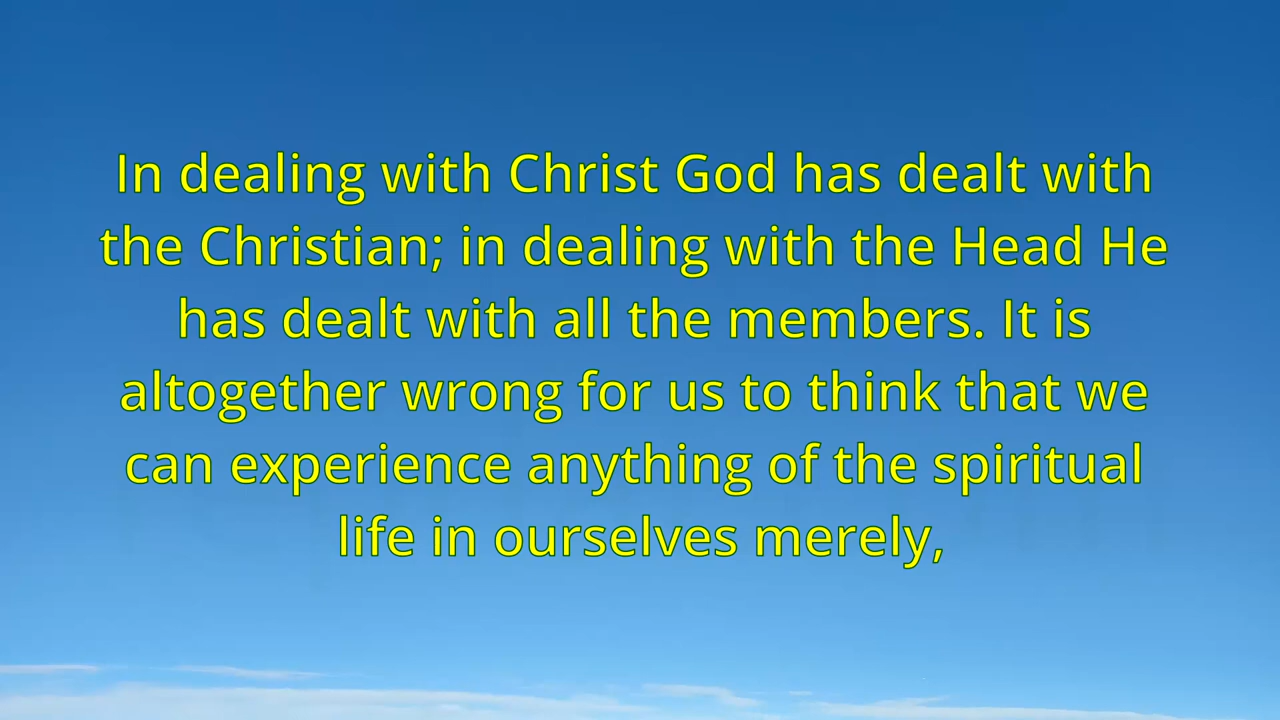 In dealing with Christ God has dealt with
the Christian; in dealing with the Head He
has dealt with all the members. It is
altogether wrong for us to think that we
can experience anything of the spiritual
life in ourselves merely,